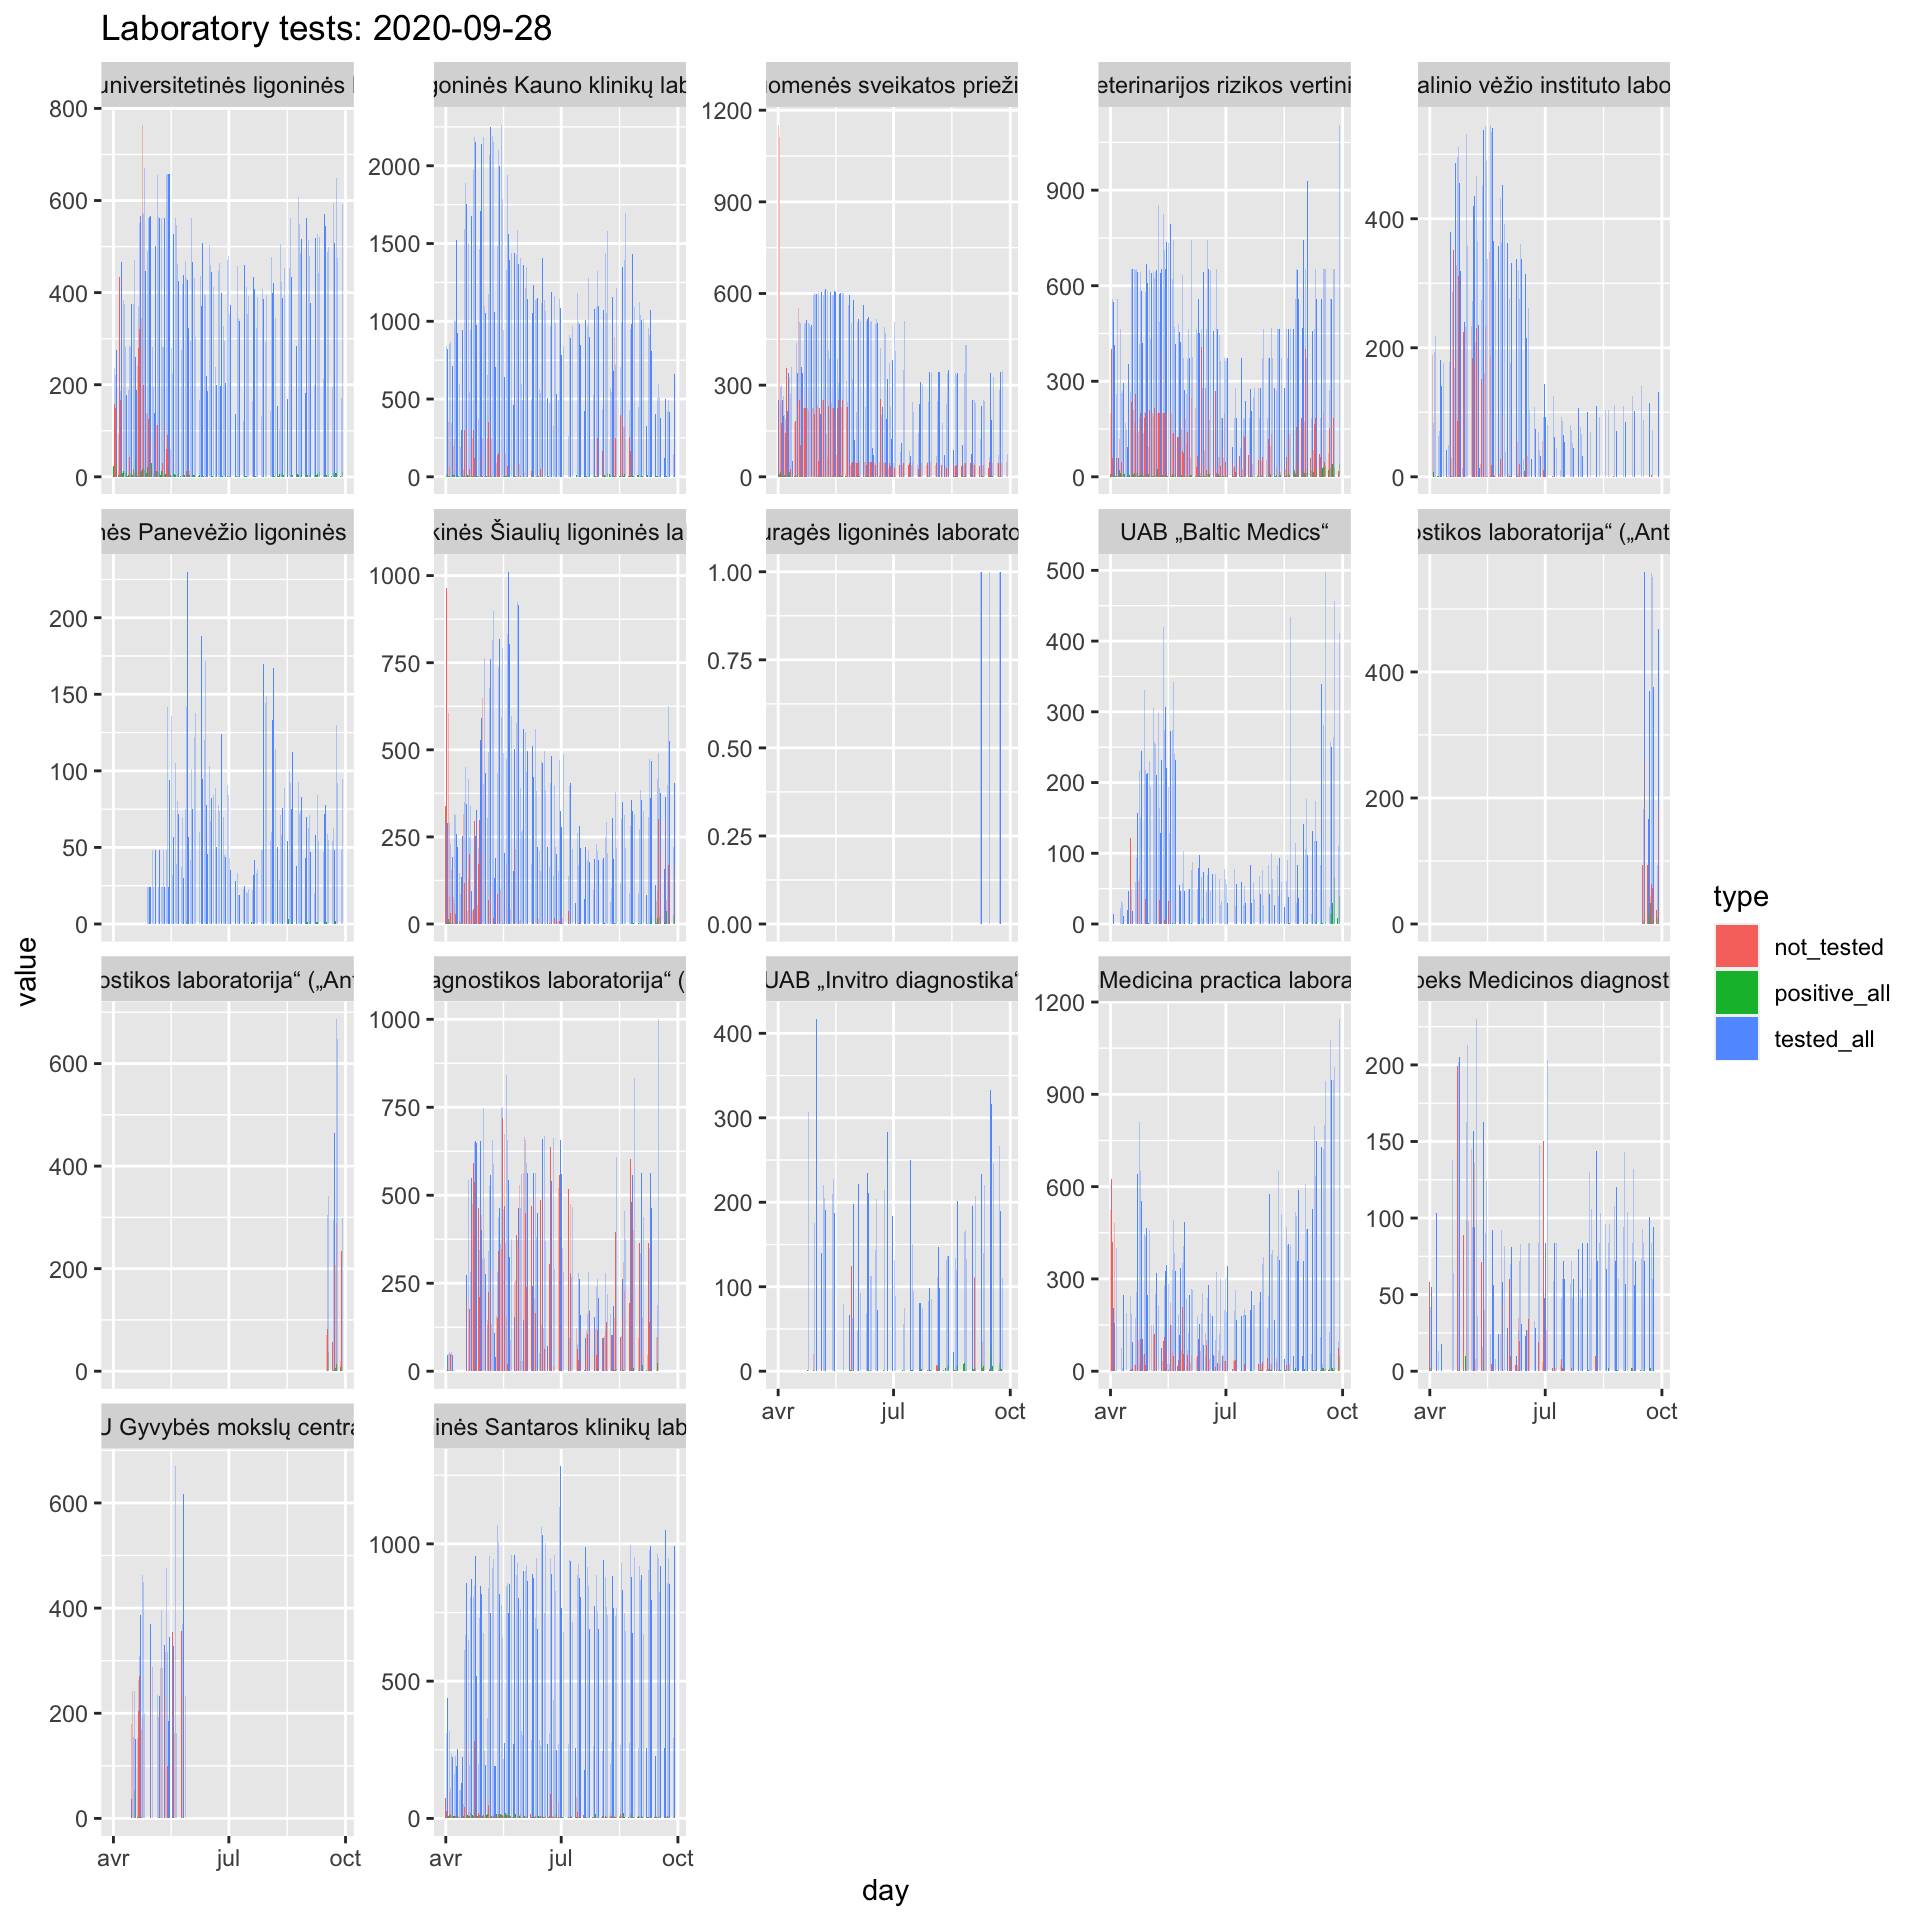 Laboratory tests: 2020-09-28
universitetinės ligoninės
goninės Kauno klinikų lab
omenės sveikatos prieži
eterinarijos rizikos vertini
alinio vėžio instituto labo
800
600
400
200
0
2000
1500
1000
500
0
1200
900
600
300
0
900
600
300
0
400
200
0
nės Panevėžio ligoninės
kinės Šiaulių ligoninės la
uragės ligoninės laborato
UAB „Baltic Medics“
ostikos laboratorija“ („Ant
200
150
100
50
0
1000
750
500
250
0
1.00
0.75
0.50
0.25
0.00
500
400
300
200
100
0
400
200
0
ostikos laboratorija“ („Ant
agnostikos laboratorija“ (
UAB „Invitro diagnostika“
Medicina practica labora
eks Medicinos diagnost
600
400
200
0
1000
750
500
250
0
400
300
200
100
0
1200
900
600
300
0
200
150
100
50
0
avr jul oct
avr jul oct
avr jul oct
U Gyvybės mokslų centra
inės Santaros klinikų lab
600
400
200
0
1000
500
0
avr jul oct
avr jul oct
day
value
type
not_tested
positive_all
tested_all